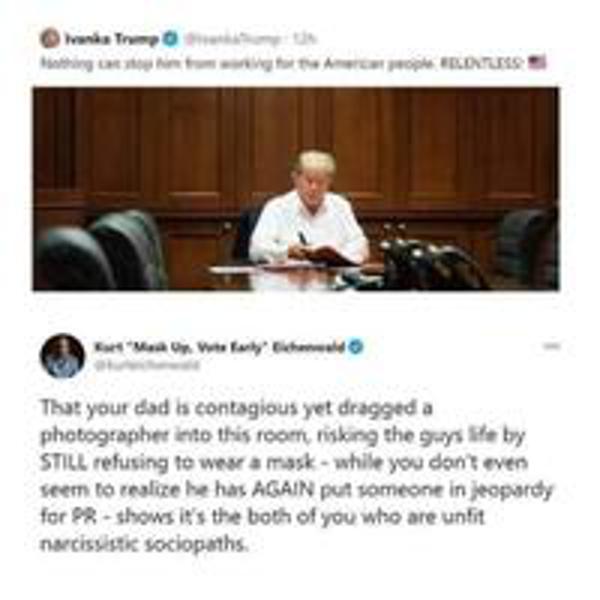 Ivanka Trump @IvankaTrump · 12h
Nothing can stop him from working for the American people. RELENTLESS!
Kurt "Mask Up, Vote Early" Eichenwald
@kurteichenwald
That your dad is contagious yet dragged a
photographer into this room, risking the guys life by
STILL refusing to wear a mask - while you don't even
seem to realize he has AGAIN put someone in jeopardy
for PR - shows it's the both of you who are unfit
narcissistic sociopaths.